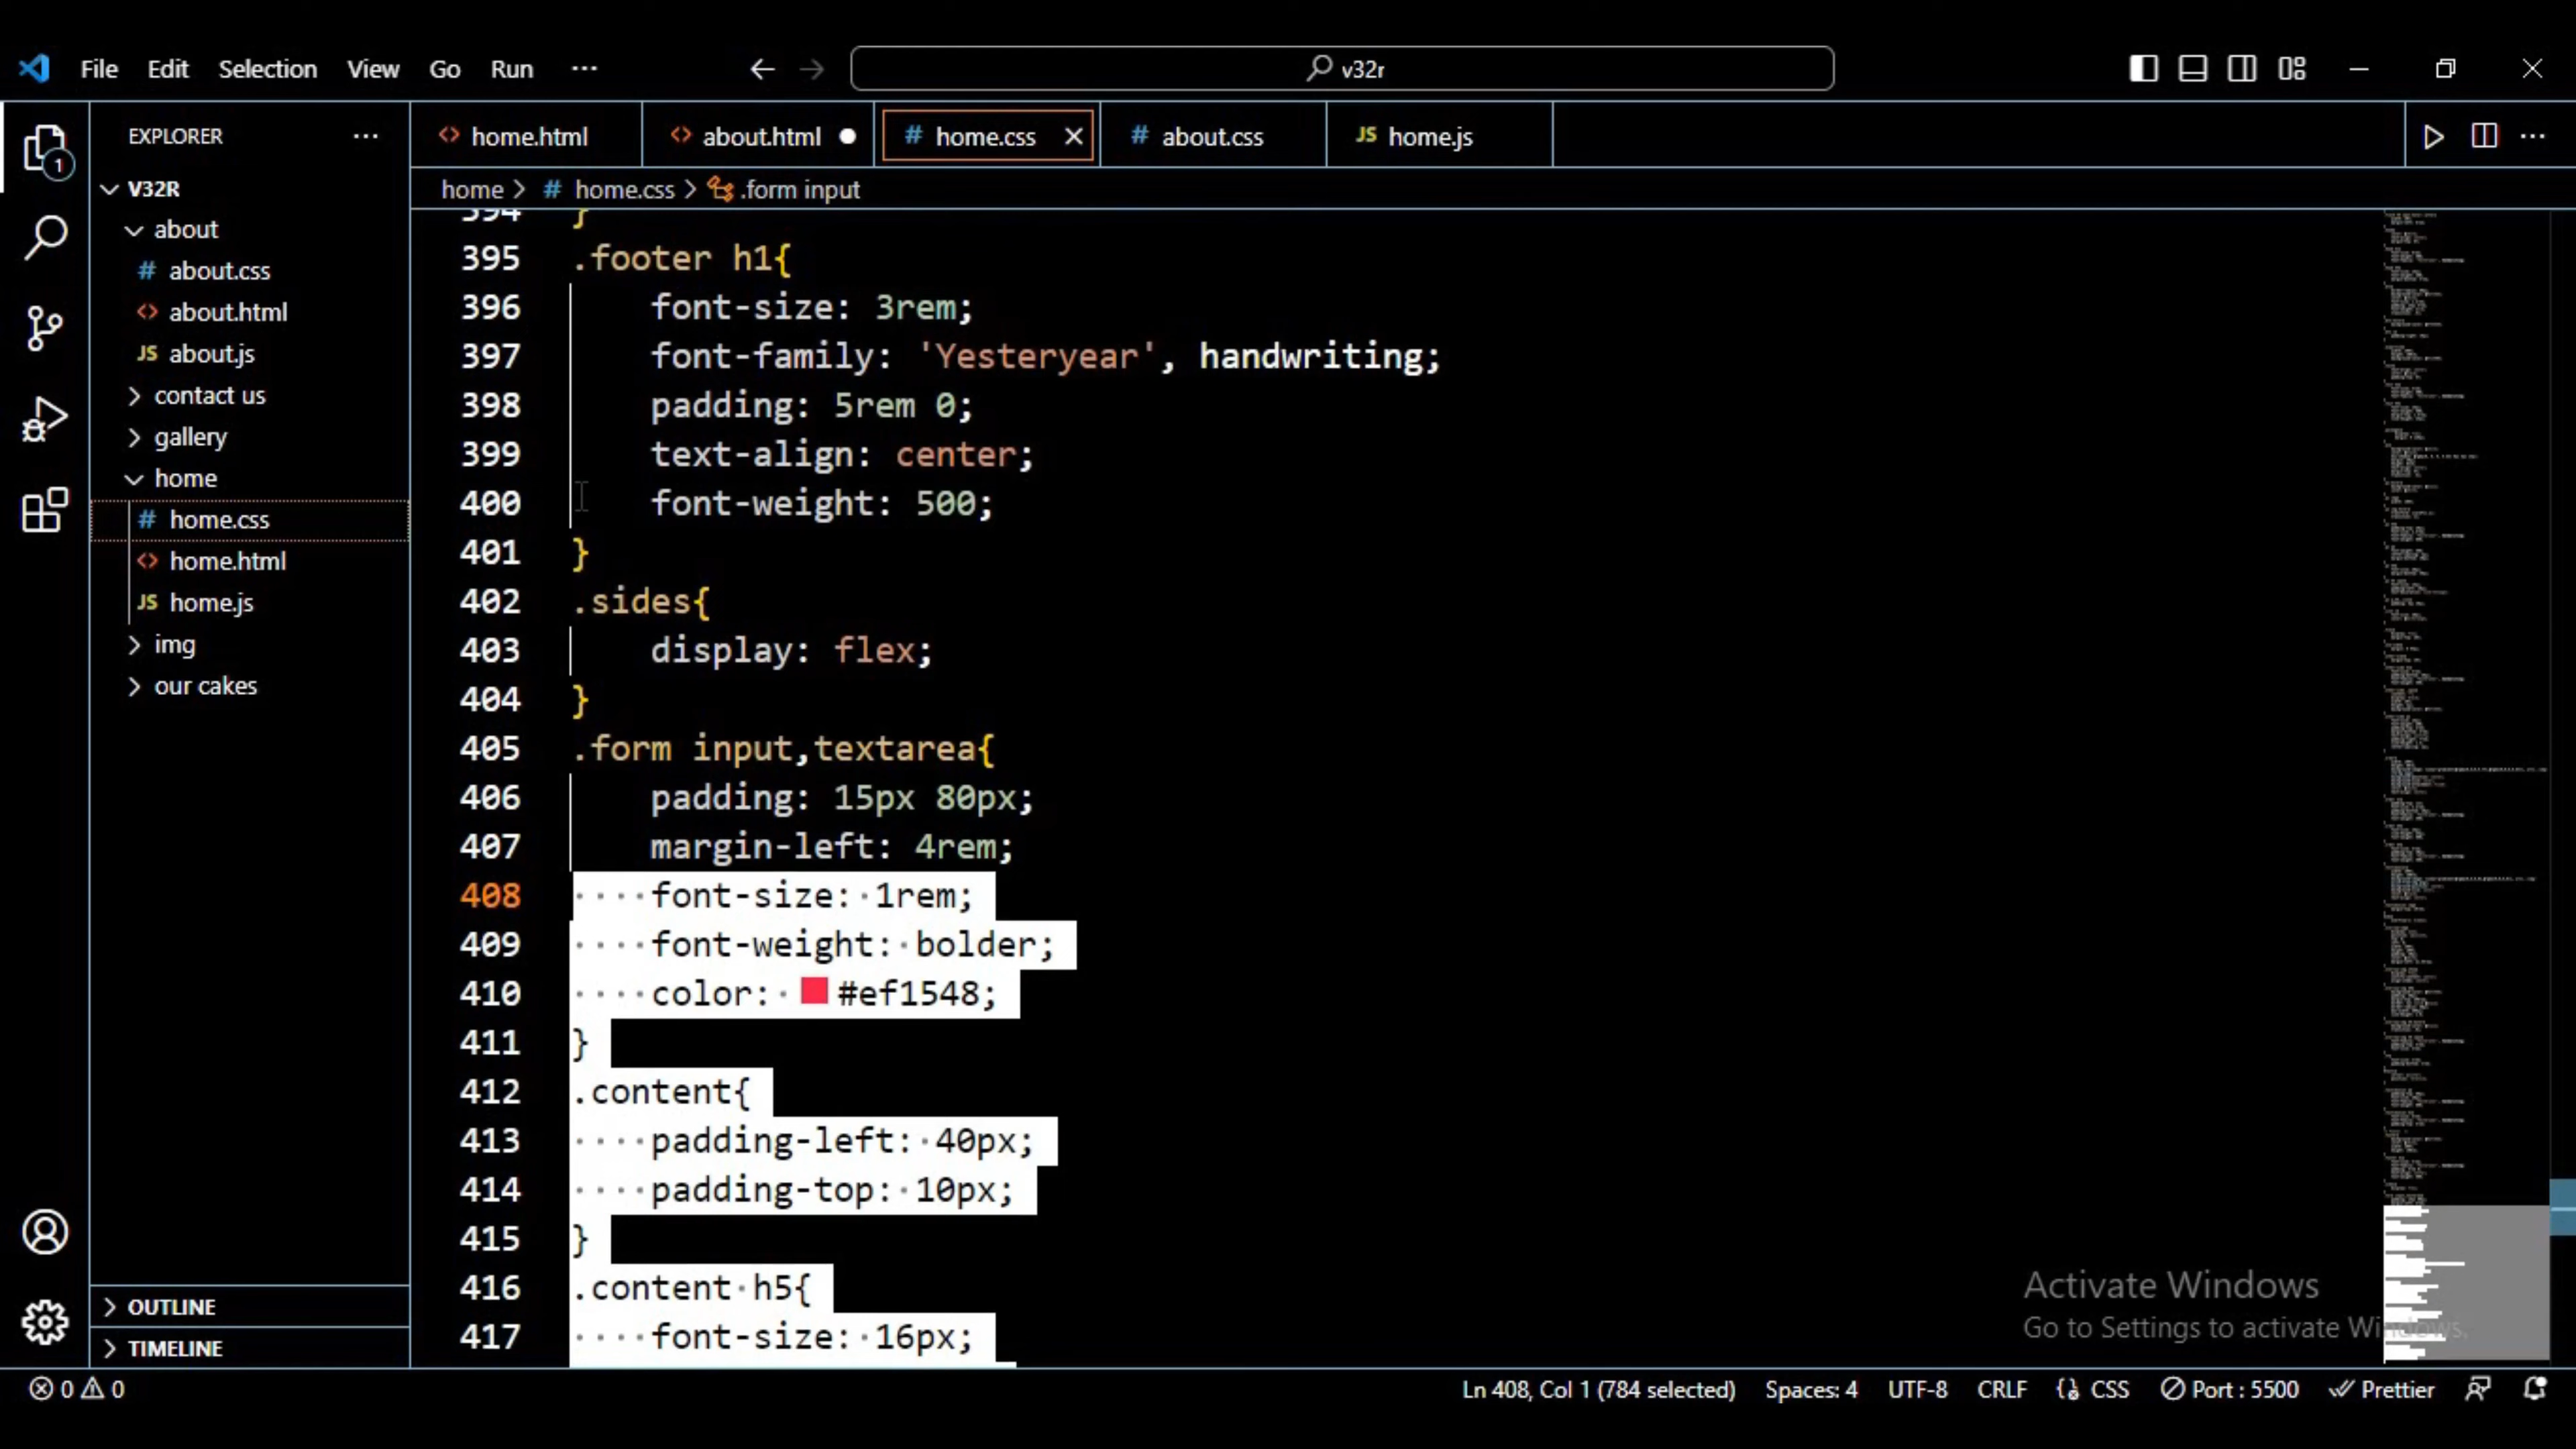 File Edit Selection View Go Run ··· v32r
EXPLORER ···
V32R
about
# about.css
<> about.html
JS about.js
contact us
gallery
home
# home.css
<> home.html
JS home.js
img
our cakes
OUTLINE
TIMELINE
1
<> home.html <> about.html # home.css # about.css JS home.js
home > # home.css > .form input
394 }
395 .footer h1{
396 font-size: 3rem;
397 font-family: 'Yesteryear', handwriting;
398 padding: 5rem 0;
399 text-align: center;
400 font-weight: 500;
401 }
402 .sides{
403 display: flex;
404 }
405 .form input,textarea{
406 padding: 15px 80px;
407 margin-left: 4rem;
408 ····font-size:·1rem;
409 ····font-weight:·bolder;
410 ····color:·#ef1548;
411 }
412 .content{
413 ····padding-left:·40px;
414 ····padding-top:·10px;
415 }
416 .content·h5{
417 ····font-size:·16px;
Activate Windows
Go to Settings to activate Windows.
0 0 Ln 408, Col 1 (784 selected) Spaces: 4 UTF-8 CRLF CSS Port : 5500 Prettier